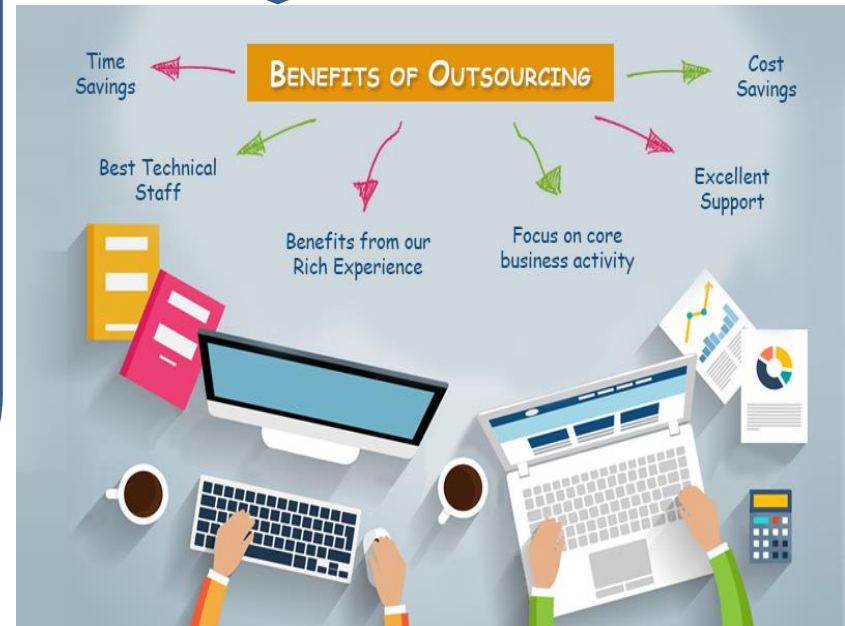 BENEFITS OF OUTSOURCING
Time
Savings
Cost
Savings
Best Technical
Staff
Excellent
Support
Benefits from our
Rich Experience
Focus on core
business activity